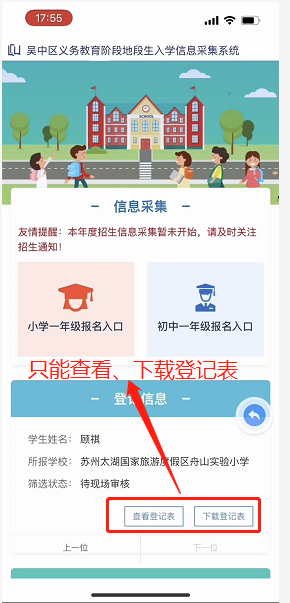 17:55
吴中区义务教育阶段地段生入学信息采集系统
信息采集
友情提醒：本年度招生信息采集暂未开始，请及时关注
招生通知！
小学一年级报名入口
初中一年级报名入口
只能查看、下载登记表
登记信息
学生姓名： 顾祺
所报学校： 苏州太湖国家旅游度假区舟山实验小学
筛选状态： 待现场审核
查看登记表
下载登记表
上一位
下一位